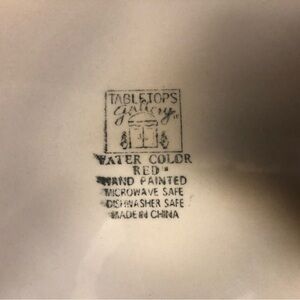 TABLETOPS
gallery
WATER COLOR
RED
HAND PAINTED
MICROWAVE SAFE
DISHWASHER SAFE
MADE IN CHINA